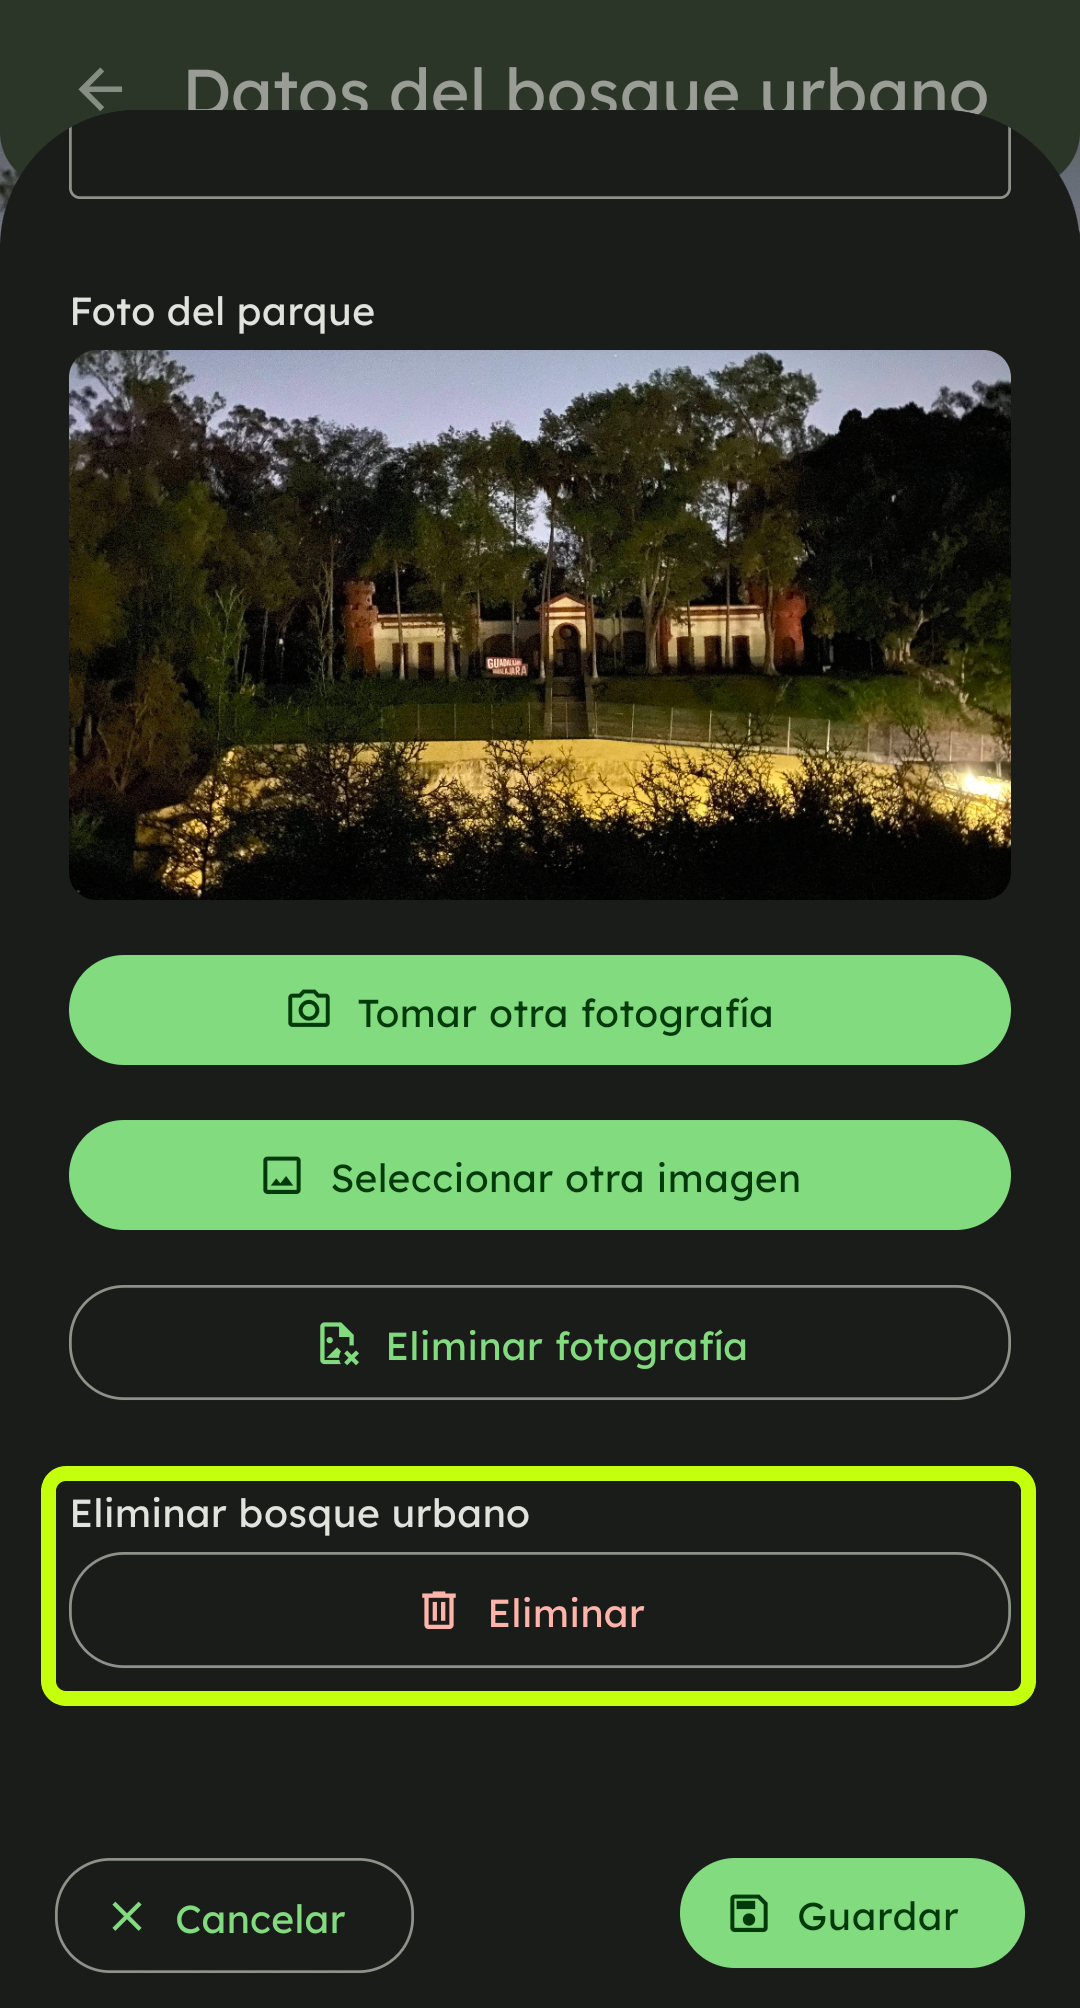 Datos del bosque urbano
Foto del parque
GUADALAJARA
GUADALAJARA
Tomar otra fotografía
Seleccionar otra imagen
Eliminar fotografía
Eliminar bosque urbano
Eliminar
Cancelar
Guardar